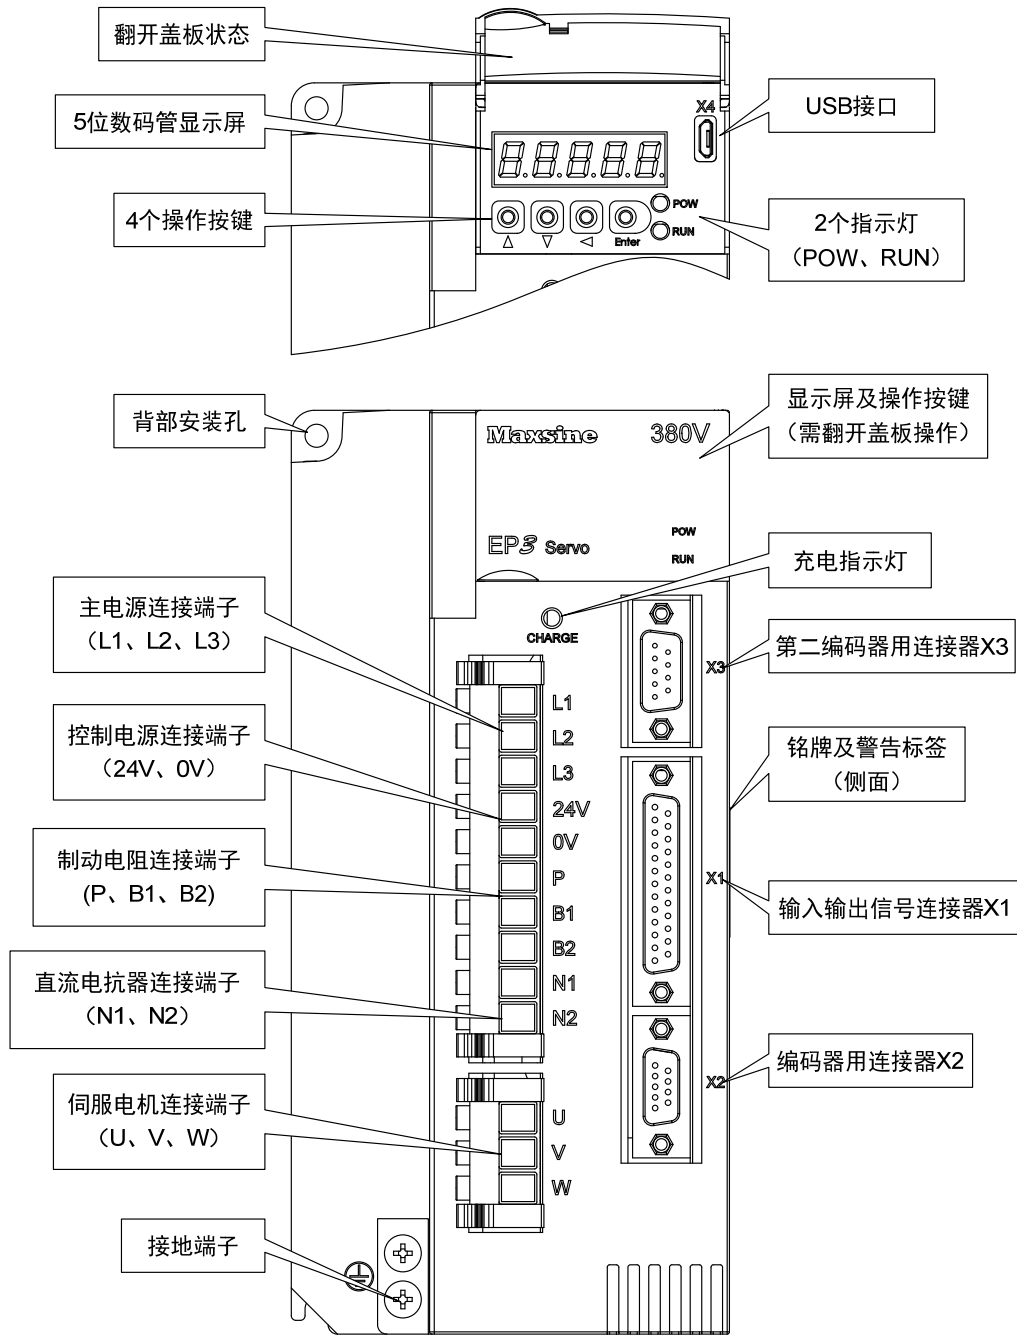 翻开盖板状态
5位数码管显示屏
4个操作按键
X4
USB接口
8.8.8.8.8.
POW
RUN
Enter
2个指示灯
（POW、RUN）
背部安装孔
Maxsine
380V
显示屏及操作按键
（需翻开盖板操作）
EP3 Servo
POW
RUN
充电指示灯
CHARGE
主电源连接端子
（L1、L2、L3）
第二编码器用连接器X3
X3
L1
L2
L3
控制电源连接端子
（24V、0V）
铭牌及警告标签
（侧面）
24V
0V
制动电阻连接端子
(P、B1、B2)
P
B1
B2
X1
输入输出信号连接器X1
直流电抗器连接端子
（N1、N2）
N1
N2
编码器用连接器X2
X2
伺服电机连接端子
（U、V、W）
U
V
W
接地端子